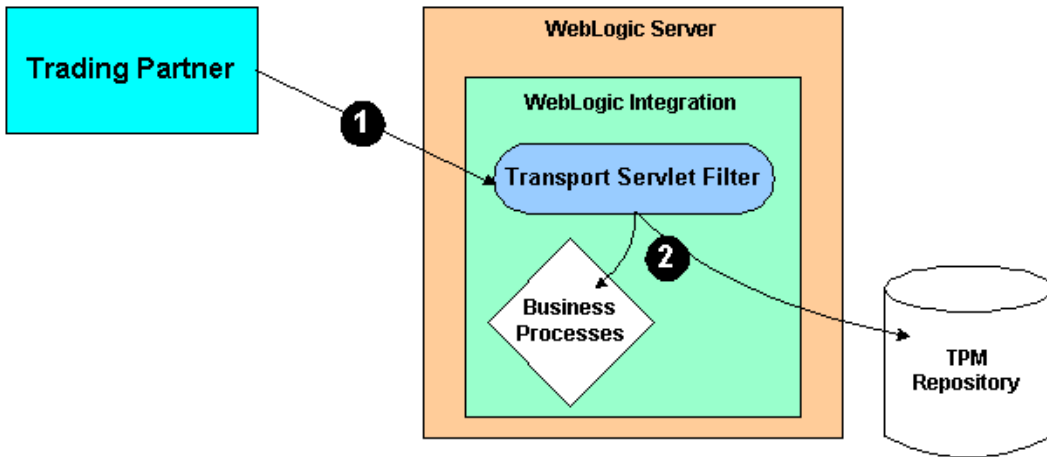 Trading Partner
WebLogic Server
WebLogic Integration
1
Transport Servlet Filter
2
Business
Processes
TPM
Repository